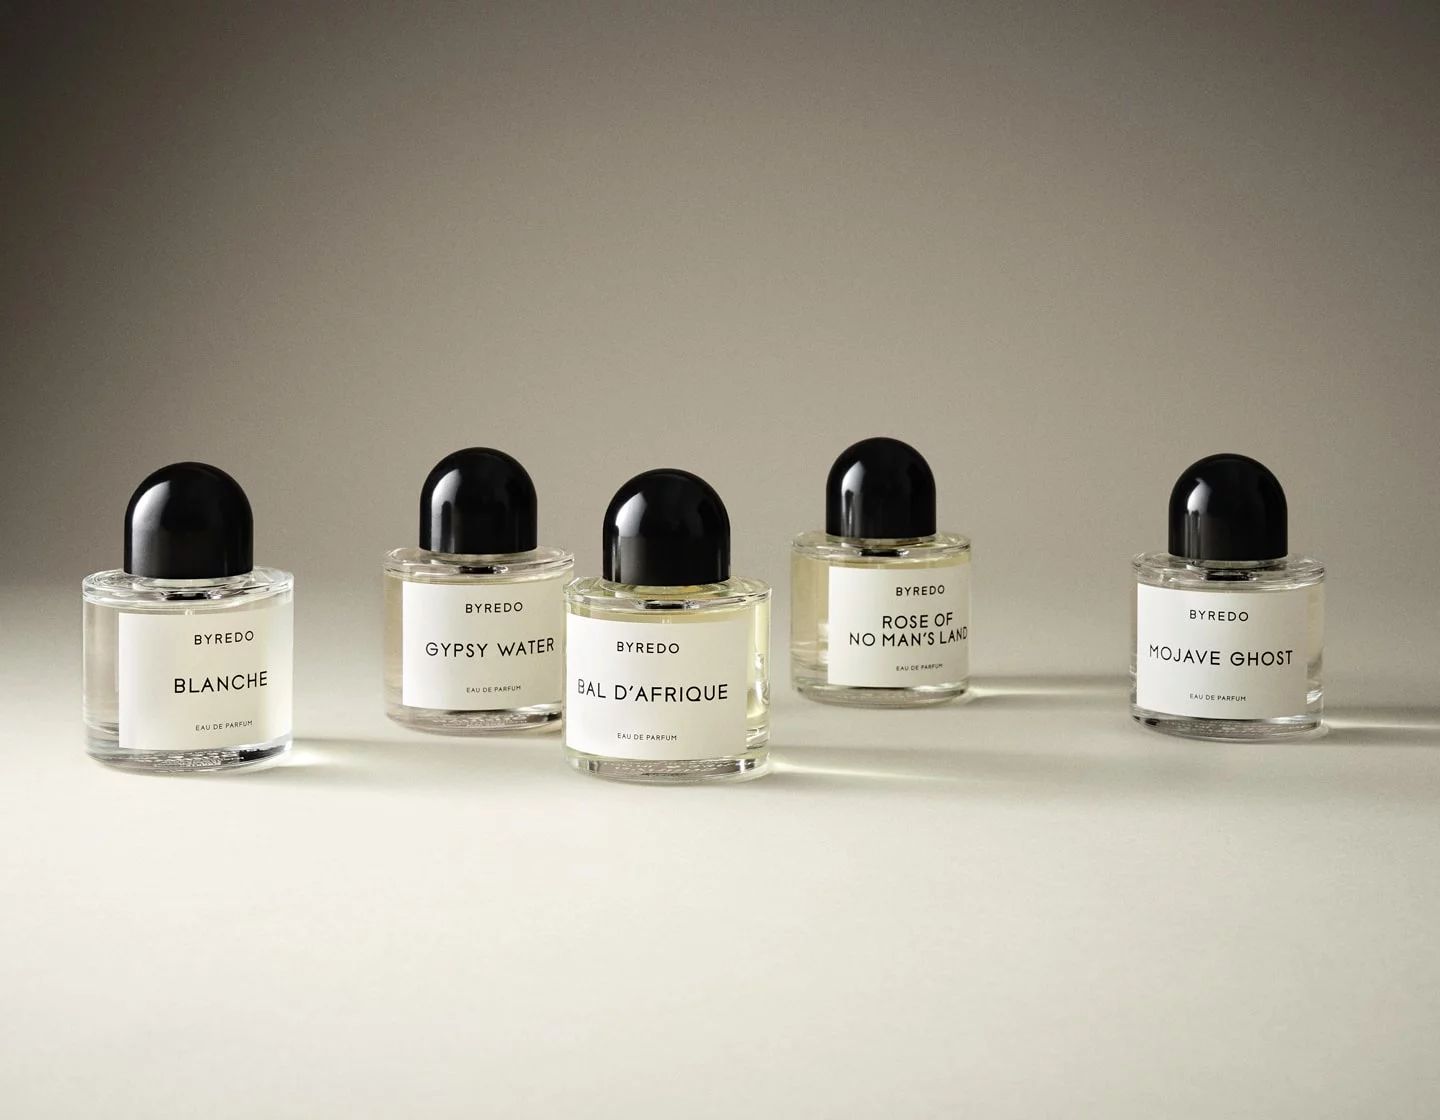 BYREDO
BLANCHE
EAU DE PARFUM
BYREDO
GYPSY WATER
EAU DE PARFUM
BYREDO
BAL D'AFRIQUE
EAU DE PARFUM
BYREDO
ROSE OF
NO MAN'S LAND
EAU DE PARFUM
BYREDO
MOJAVE GHOST
EAU DE PARFUM